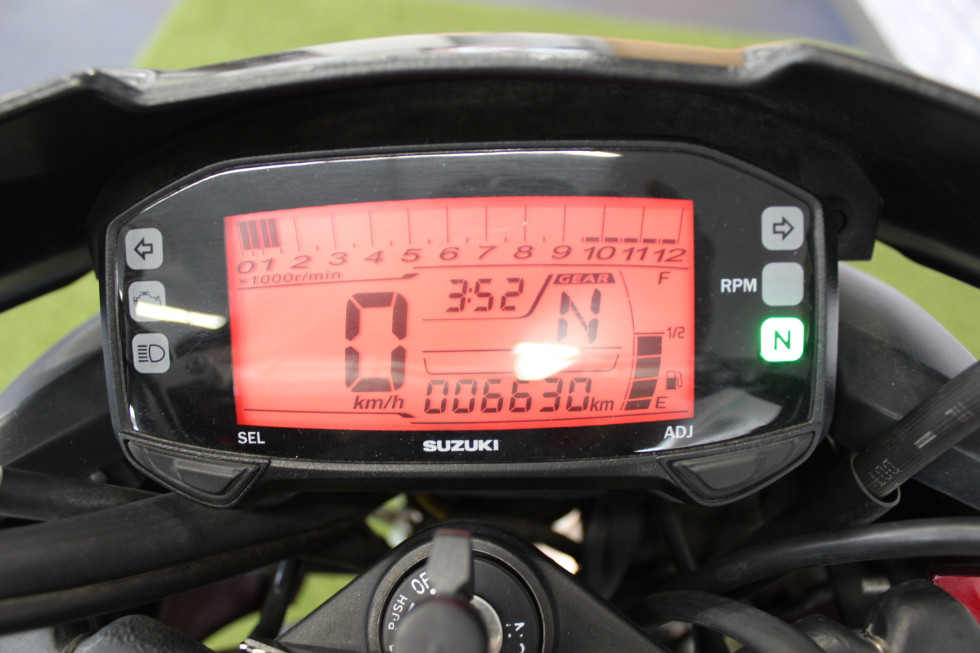 0 1 2 3 4 5 6 7 8 9 10 11 12
×1000r/min
F
3:52 GEAR
N
RPM
1/2
N
0
km/h
006630km
E
SEL
SUZUKI
ADJ
PUSH